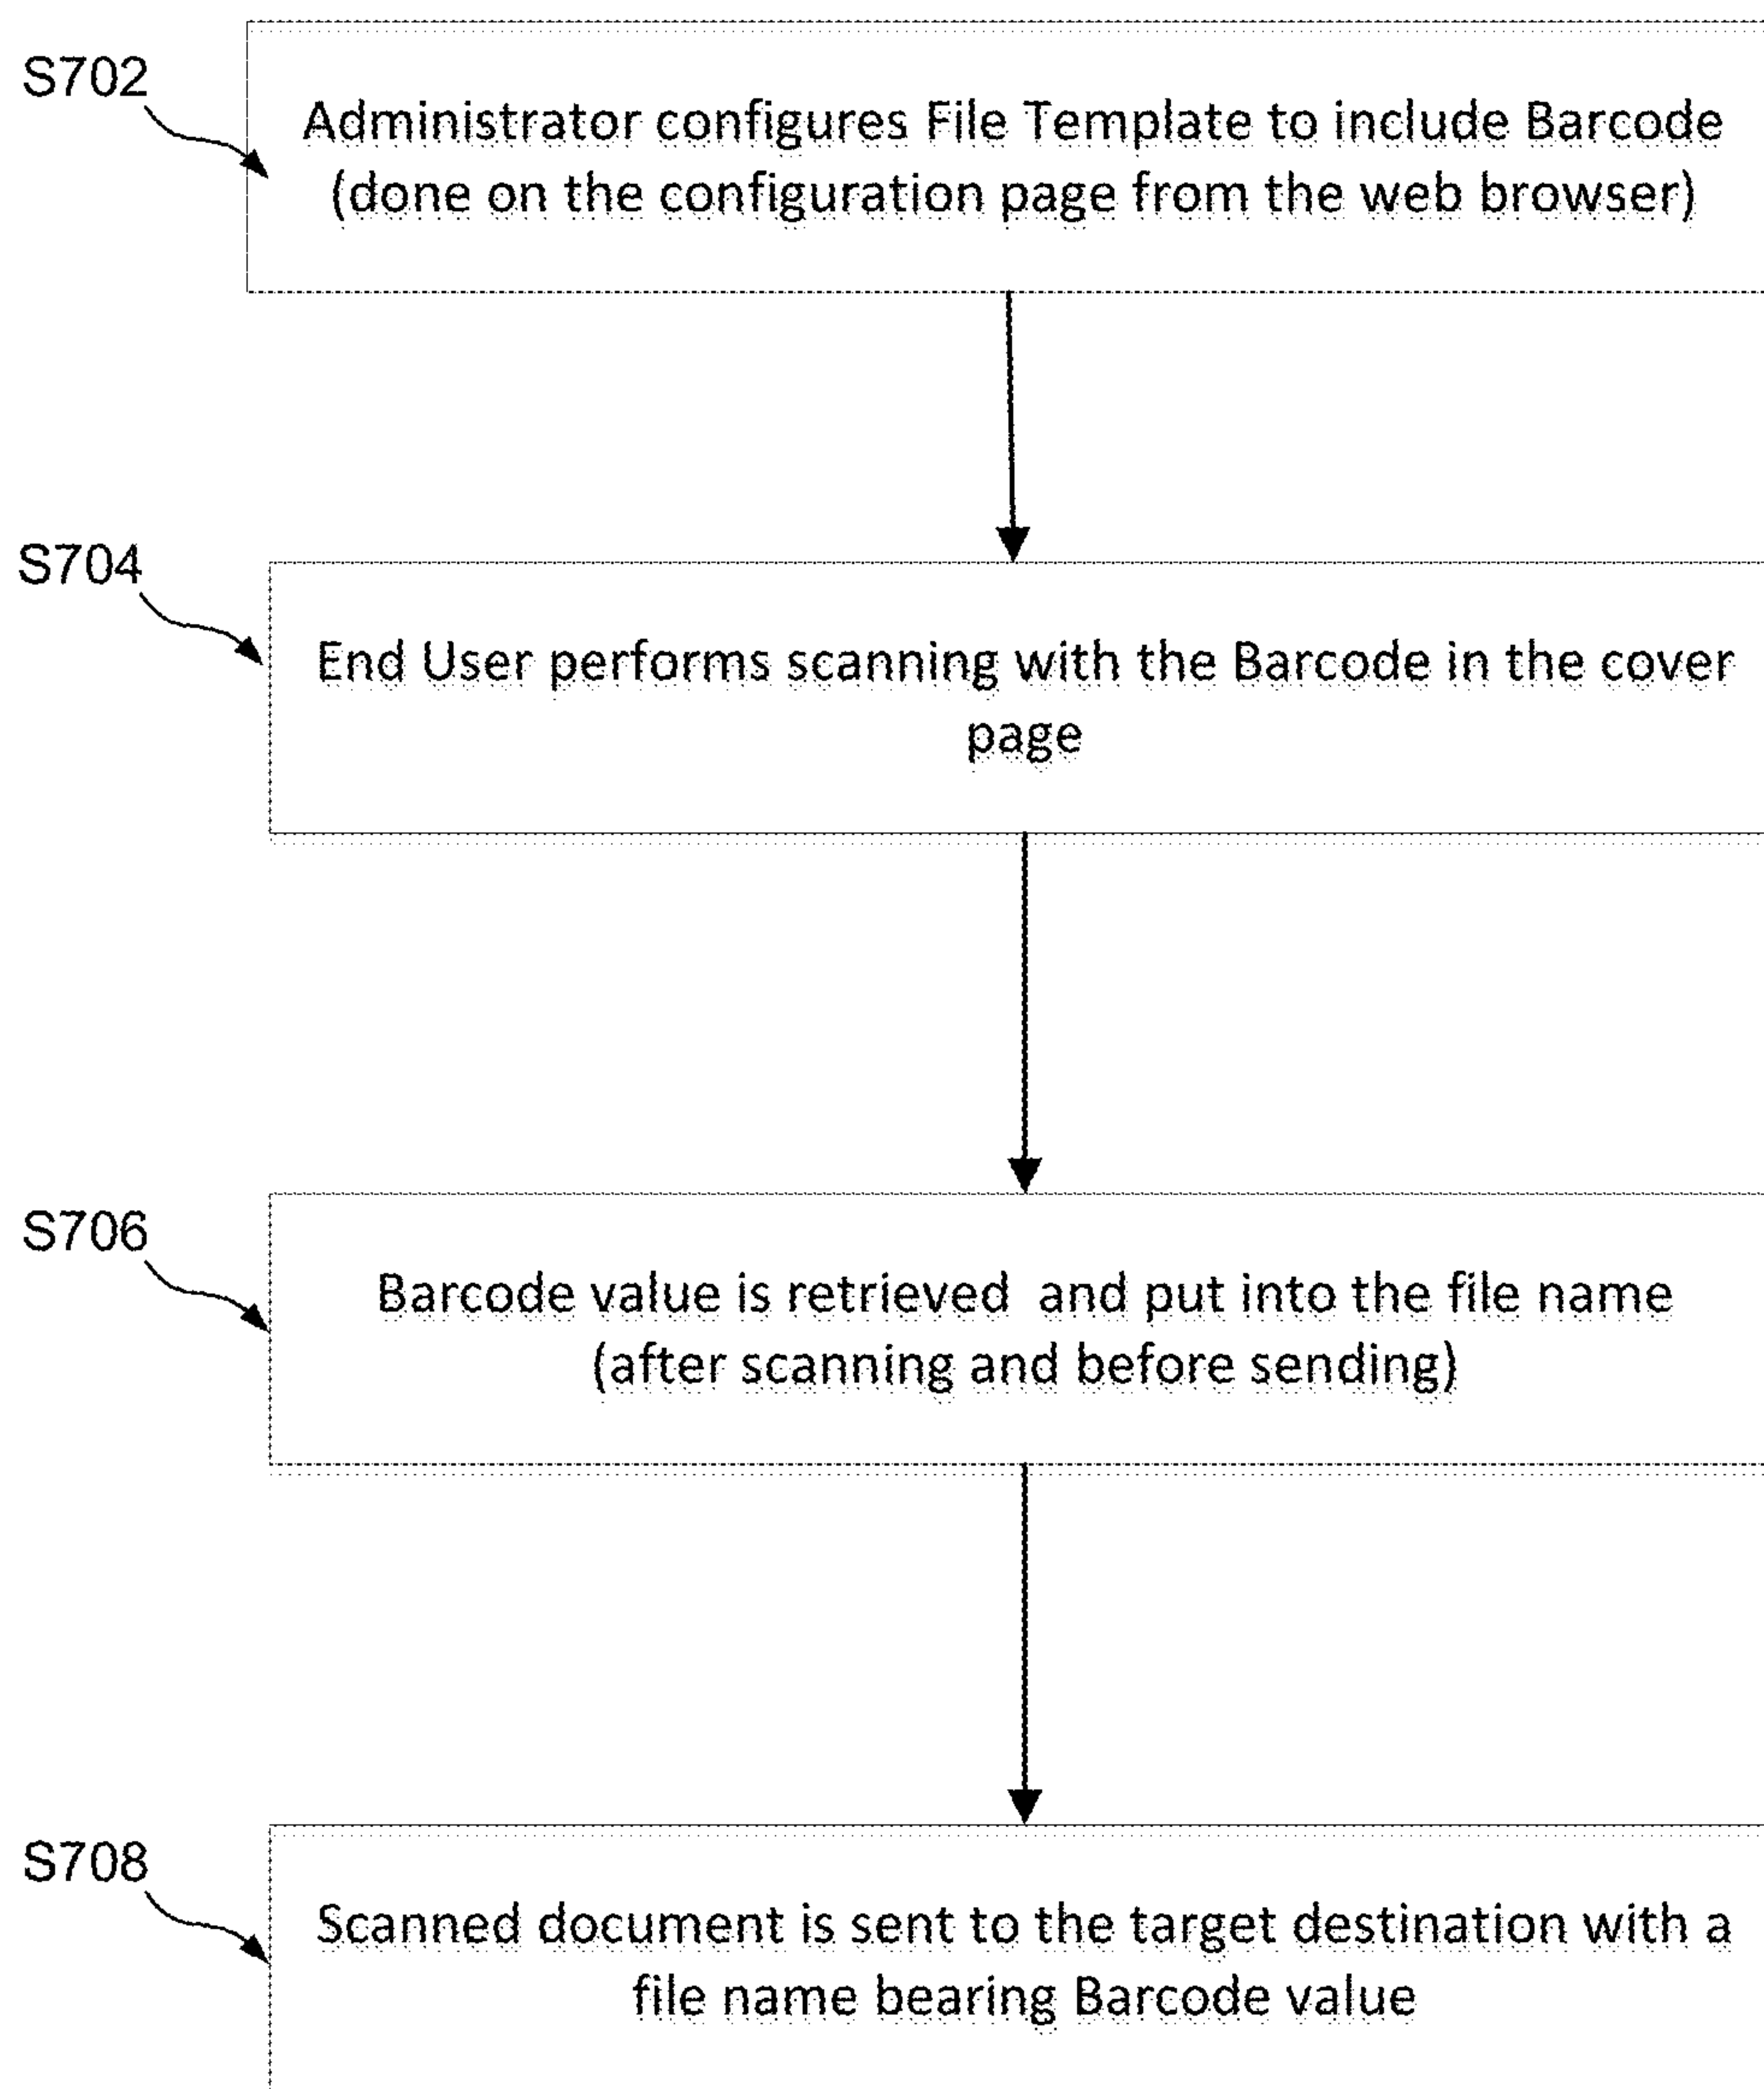 S702
Administrator configures File Template to include Barcode
(done on the configuration page from the web browser)
S704
End User performs scanning with the Barcode in the cover
page
S706
Barcode value is retrieved  and put into the file name
(after scanning and before sending)
S708
Scanned document is sent to the target destination with a
file name bearing Barcode value